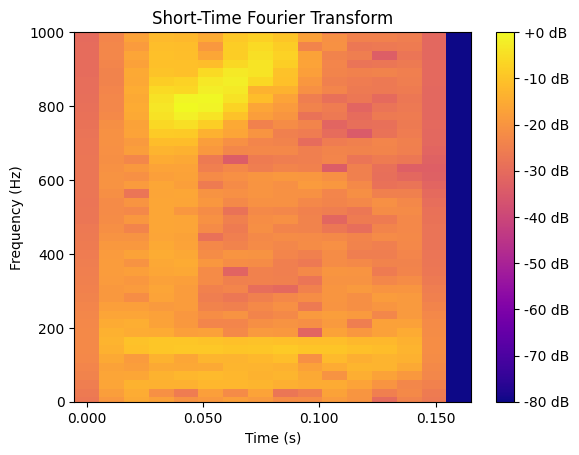 Short-Time Fourier Transform
1000
800
600
400
200
0
Frequency (Hz)
0.000
0.050
0.100
0.150
Time (s)
+0 dB
-10 dB
-20 dB
-30 dB
-40 dB
-50 dB
-60 dB
-70 dB
-80 dB